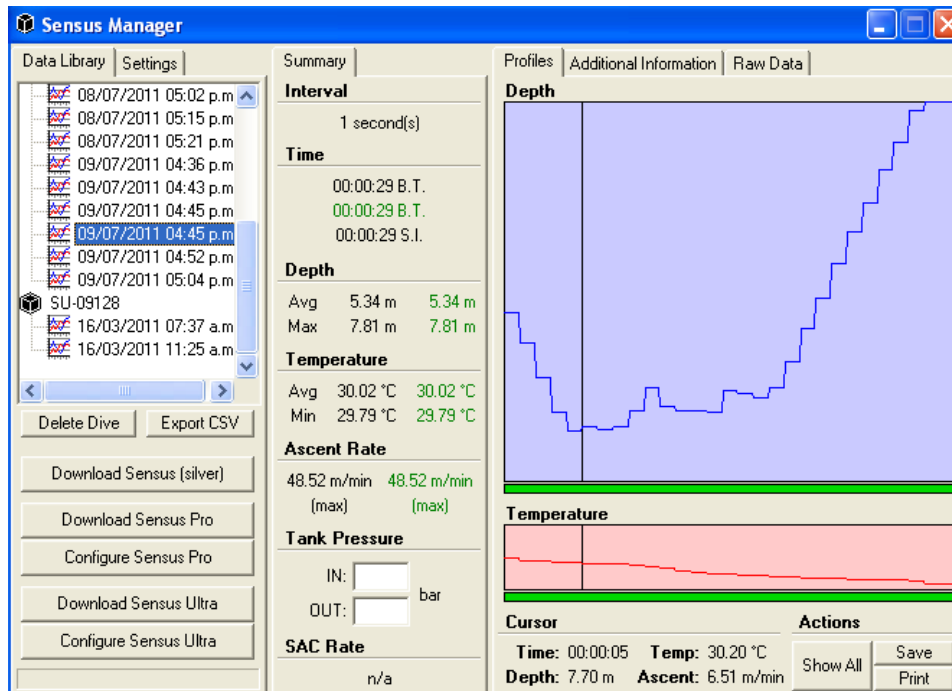 Sensus Manager
Data Library
Settings
08/07/2011 05:02 p.m
08/07/2011 05:15 p.m
08/07/2011 05:21 p.m
09/07/2011 04:36 p.m
09/07/2011 04:43 p.m
09/07/2011 04:45 p.m
09/07/2011 04:45 p.m
09/07/2011 04:52 p.m
09/07/2011 05:04 p.m
SU-09128
16/03/2011 07:37 a.m
16/03/2011 11:25 a.m
Delete Dive
Export CSV
Download Sensus (silver)
Download Sensus Pro
Configure Sensus Pro
Download Sensus Ultra
Configure Sensus Ultra
Summary
Interval
1 second(s)
Time
00:00:29 B.T.
00:00:29 B.T.
00:00:29 S.I.
Depth
Avg 5.34 m 5.34 m
Max 7.81 m 7.81 m
Temperature
Avg 30.02 °C 30.02 °C
Min 29.79 °C 29.79 °C
Ascent Rate
48.52 m/min 48.52 m/min
(max) (max)
Tank Pressure
IN:
OUT:
bar
SAC Rate
n/a
Profiles
Additional Information
Raw Data
Depth
Temperature
Cursor
Time: 00:00:05 Temp: 30.20 °C
Depth: 7.70 m Ascent: 6.51 m/min
Actions
Show All
Save
Print